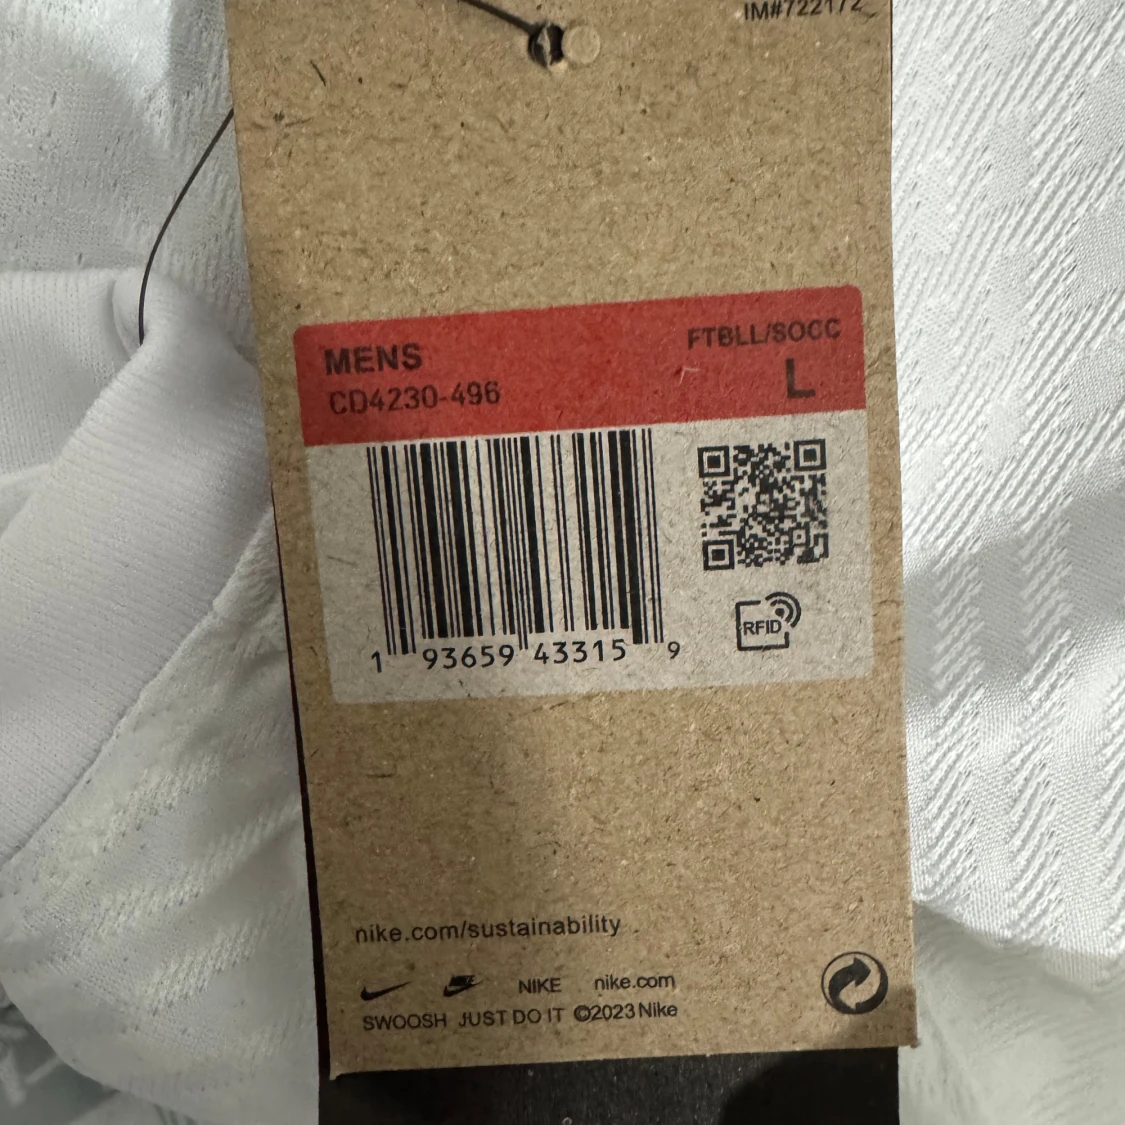 IM#722172
MENS
FTBLL/SOCC
CD4230-496
L
1 93659 43315 9
RFID
nike.com/sustainability
NIKE nike.com
SWOOSH JUST DO IT ©2023 Nike